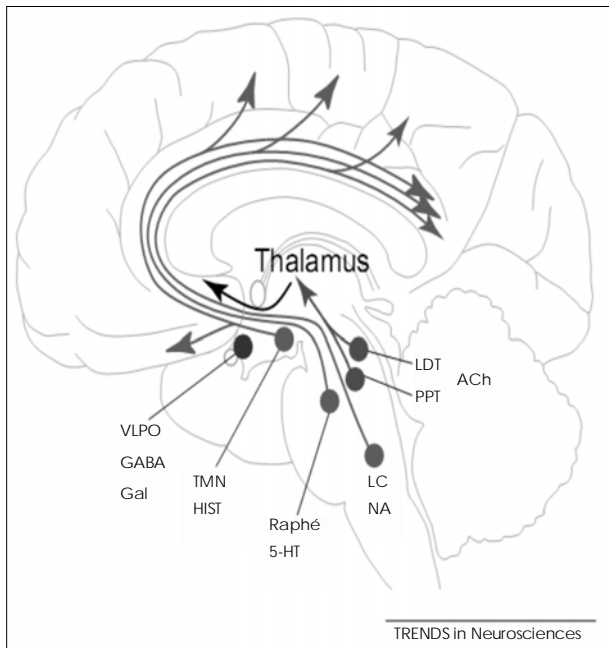 Thalamus
LDT
PPT
ACh
VLPO
GABA
Gal
TMN
HIST
Raphé
5-HT
LC
NA
TRENDS in Neurosciences